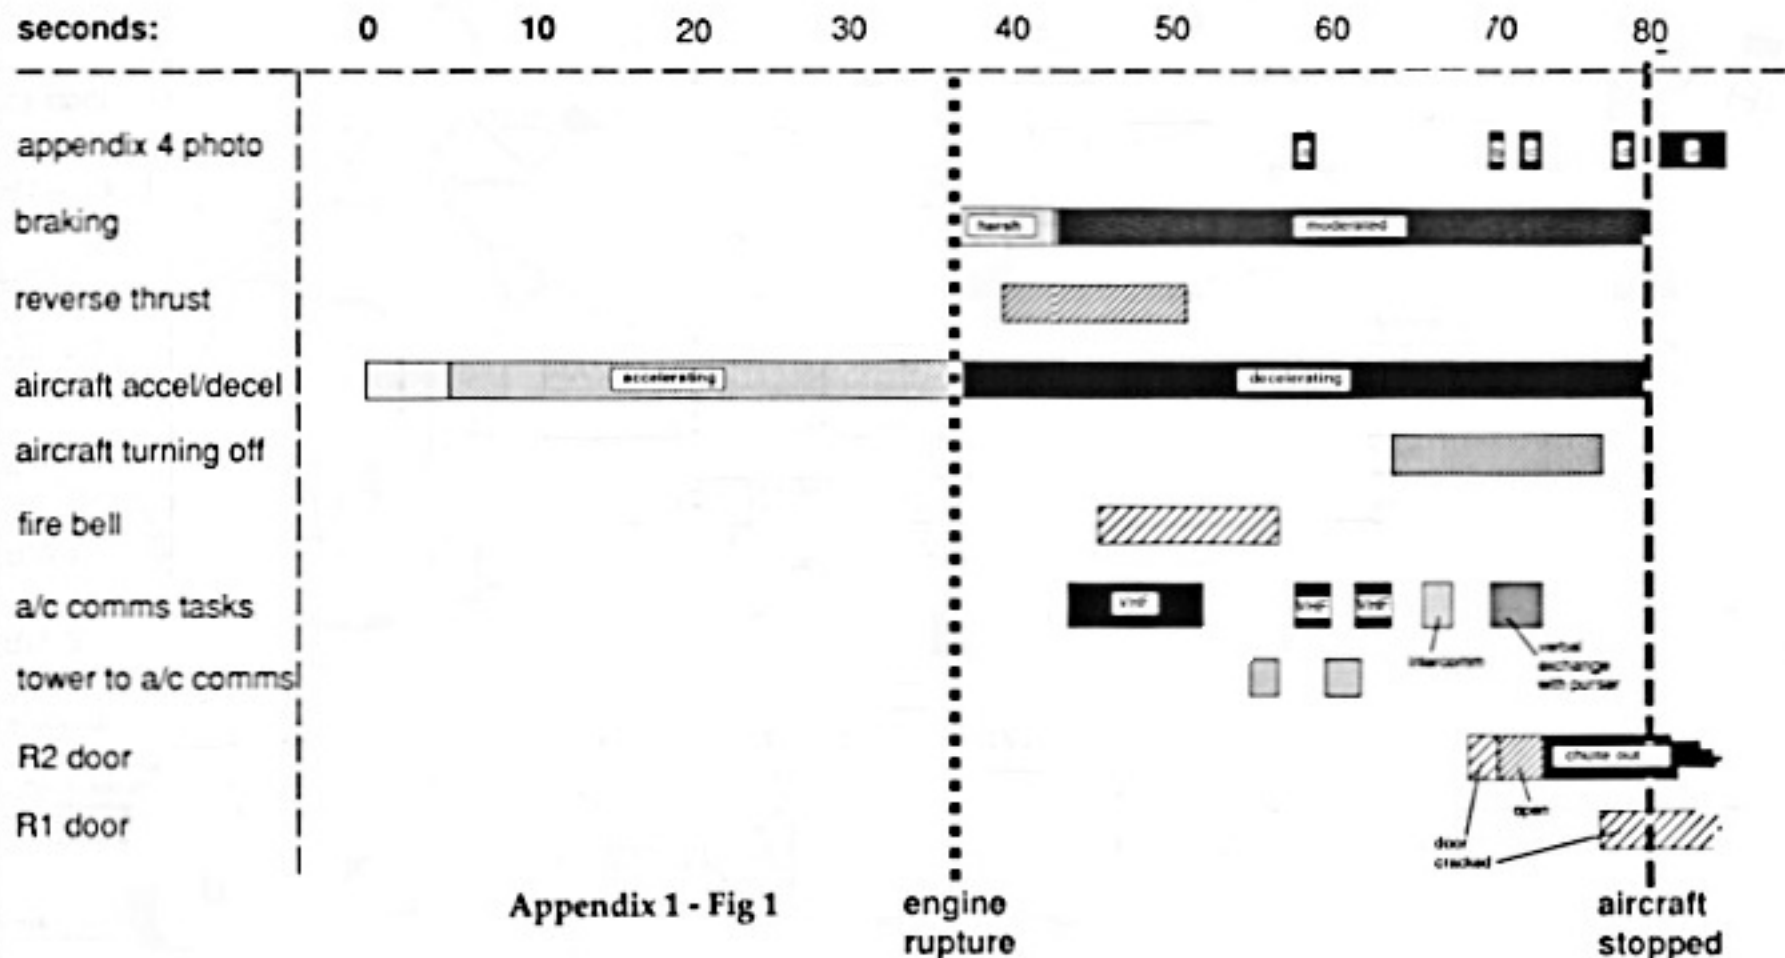 seconds: 0 10 20 30 40 50 60 70 80
appendix 4 photo
braking harsh moderated
reverse thrust
aircraft accel/decel accelerating decelerating
aircraft turning off
fire bell
a/c comms tasks VHF VHF VHF
intercomm
verbal
exchange
with purser
tower to a/c comms
R2 door chute out
open
R1 door
door
cracked
Appendix 1 - Fig 1
engine
rupture
aircraft
stopped